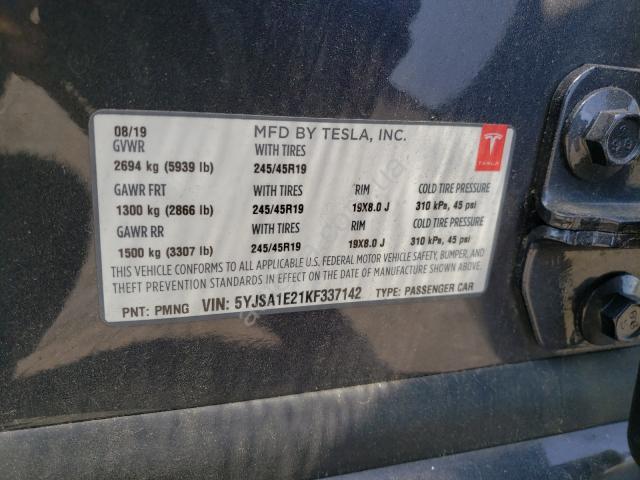 08/19 MFD BY TESLA, INC.
GVWR WITH TIRES
2694 kg (5939 lb) 245/45R19
TESLA
GAWR FRT WITH TIRES RIM COLD TIRE PRESSURE
1300 kg (2866 lb) 245/45R19 19X8.0 J 310 kPa, 45 psi
GAWR RR WITH TIRES RIM COLD TIRE PRESSURE
1500 kg (3307 lb) 245/45R19 19X8.0 J 310 kPa, 45 psi
THIS VEHICLE CONFORMS TO ALL APPLICABLE U.S. FEDERAL MOTOR VEHICLE SAFETY, BUMPER, AND
THEFT PREVENTION STANDARDS IN EFFECT ON THE DATE OF MANUFACTURE SHOWN ABOVE.
PNT: PMNG VIN: 5YJSA1E21KF337142 TYPE: PASSENGER CAR